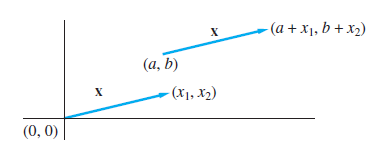 x
(a + x₁, b + x₂)
(a, b)
x
(x₁, x₂)
(0, 0)